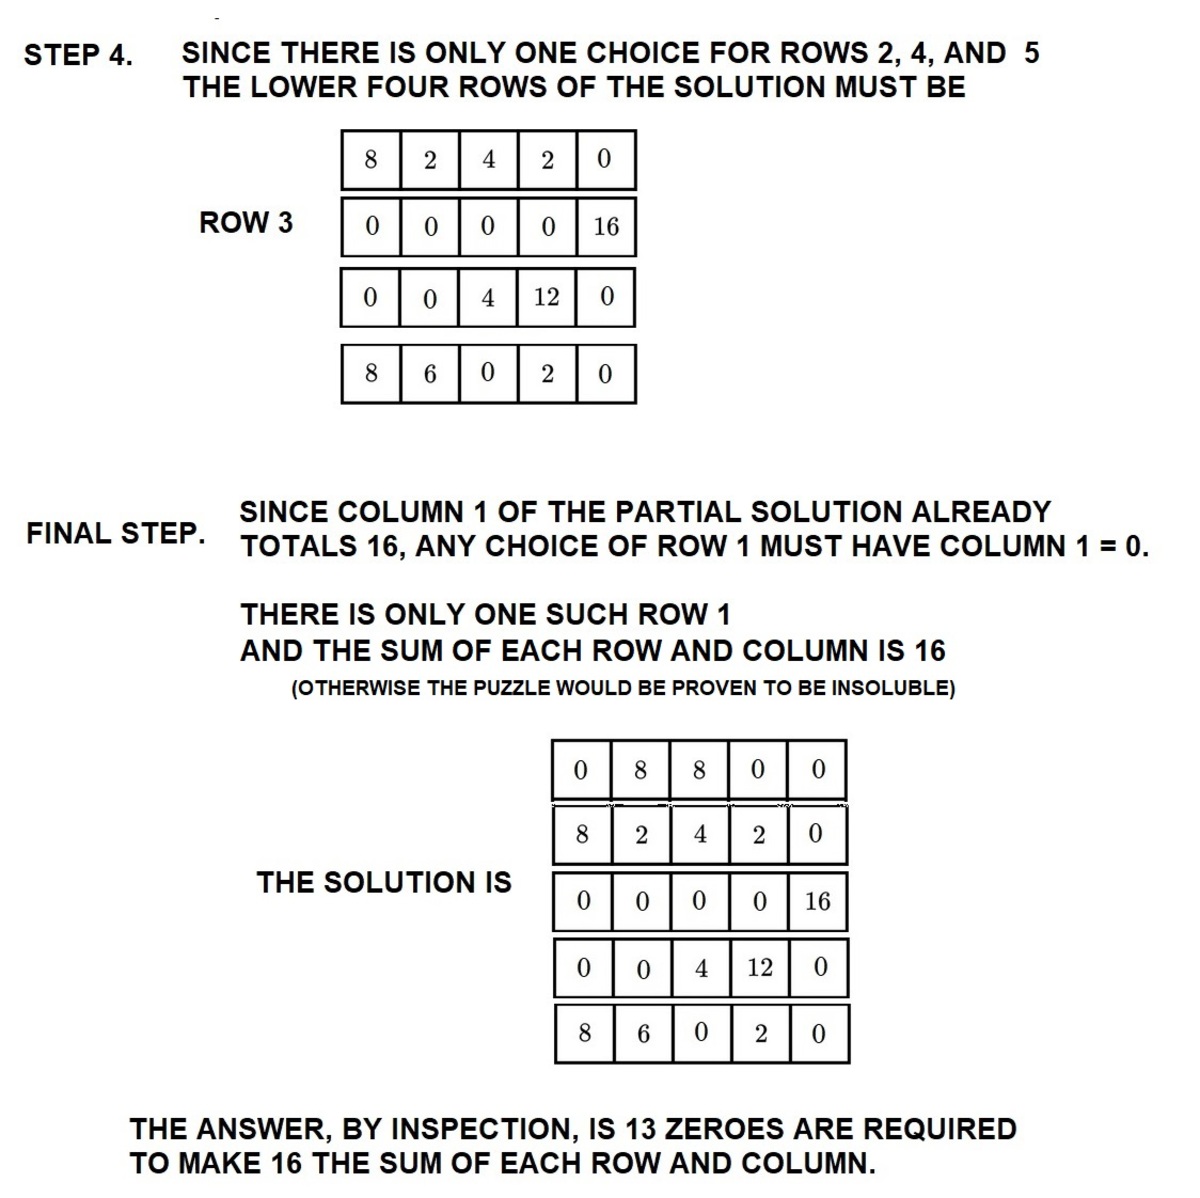 STEP 4. SINCE THERE IS ONLY ONE CHOICE FOR ROWS 2, 4, AND 5
THE LOWER FOUR ROWS OF THE SOLUTION MUST BE
8 2 4 2 0
ROW 3 0 0 0 0 16
0 0 4 12 0
8 6 0 2 0
SINCE COLUMN 1 OF THE PARTIAL SOLUTION ALREADY
FINAL STEP. TOTALS 16, ANY CHOICE OF ROW 1 MUST HAVE COLUMN 1 = 0.
THERE IS ONLY ONE SUCH ROW 1
AND THE SUM OF EACH ROW AND COLUMN IS 16
(OTHERWISE THE PUZZLE WOULD BE PROVEN TO BE INSOLUBLE)
0 8 8 0 0
8 2 4 2 0
THE SOLUTION IS 0 0 0 0 16
0 0 4 12 0
8 6 0 2 0
THE ANSWER, BY INSPECTION, IS 13 ZEROES ARE REQUIRED
TO MAKE 16 THE SUM OF EACH ROW AND COLUMN.